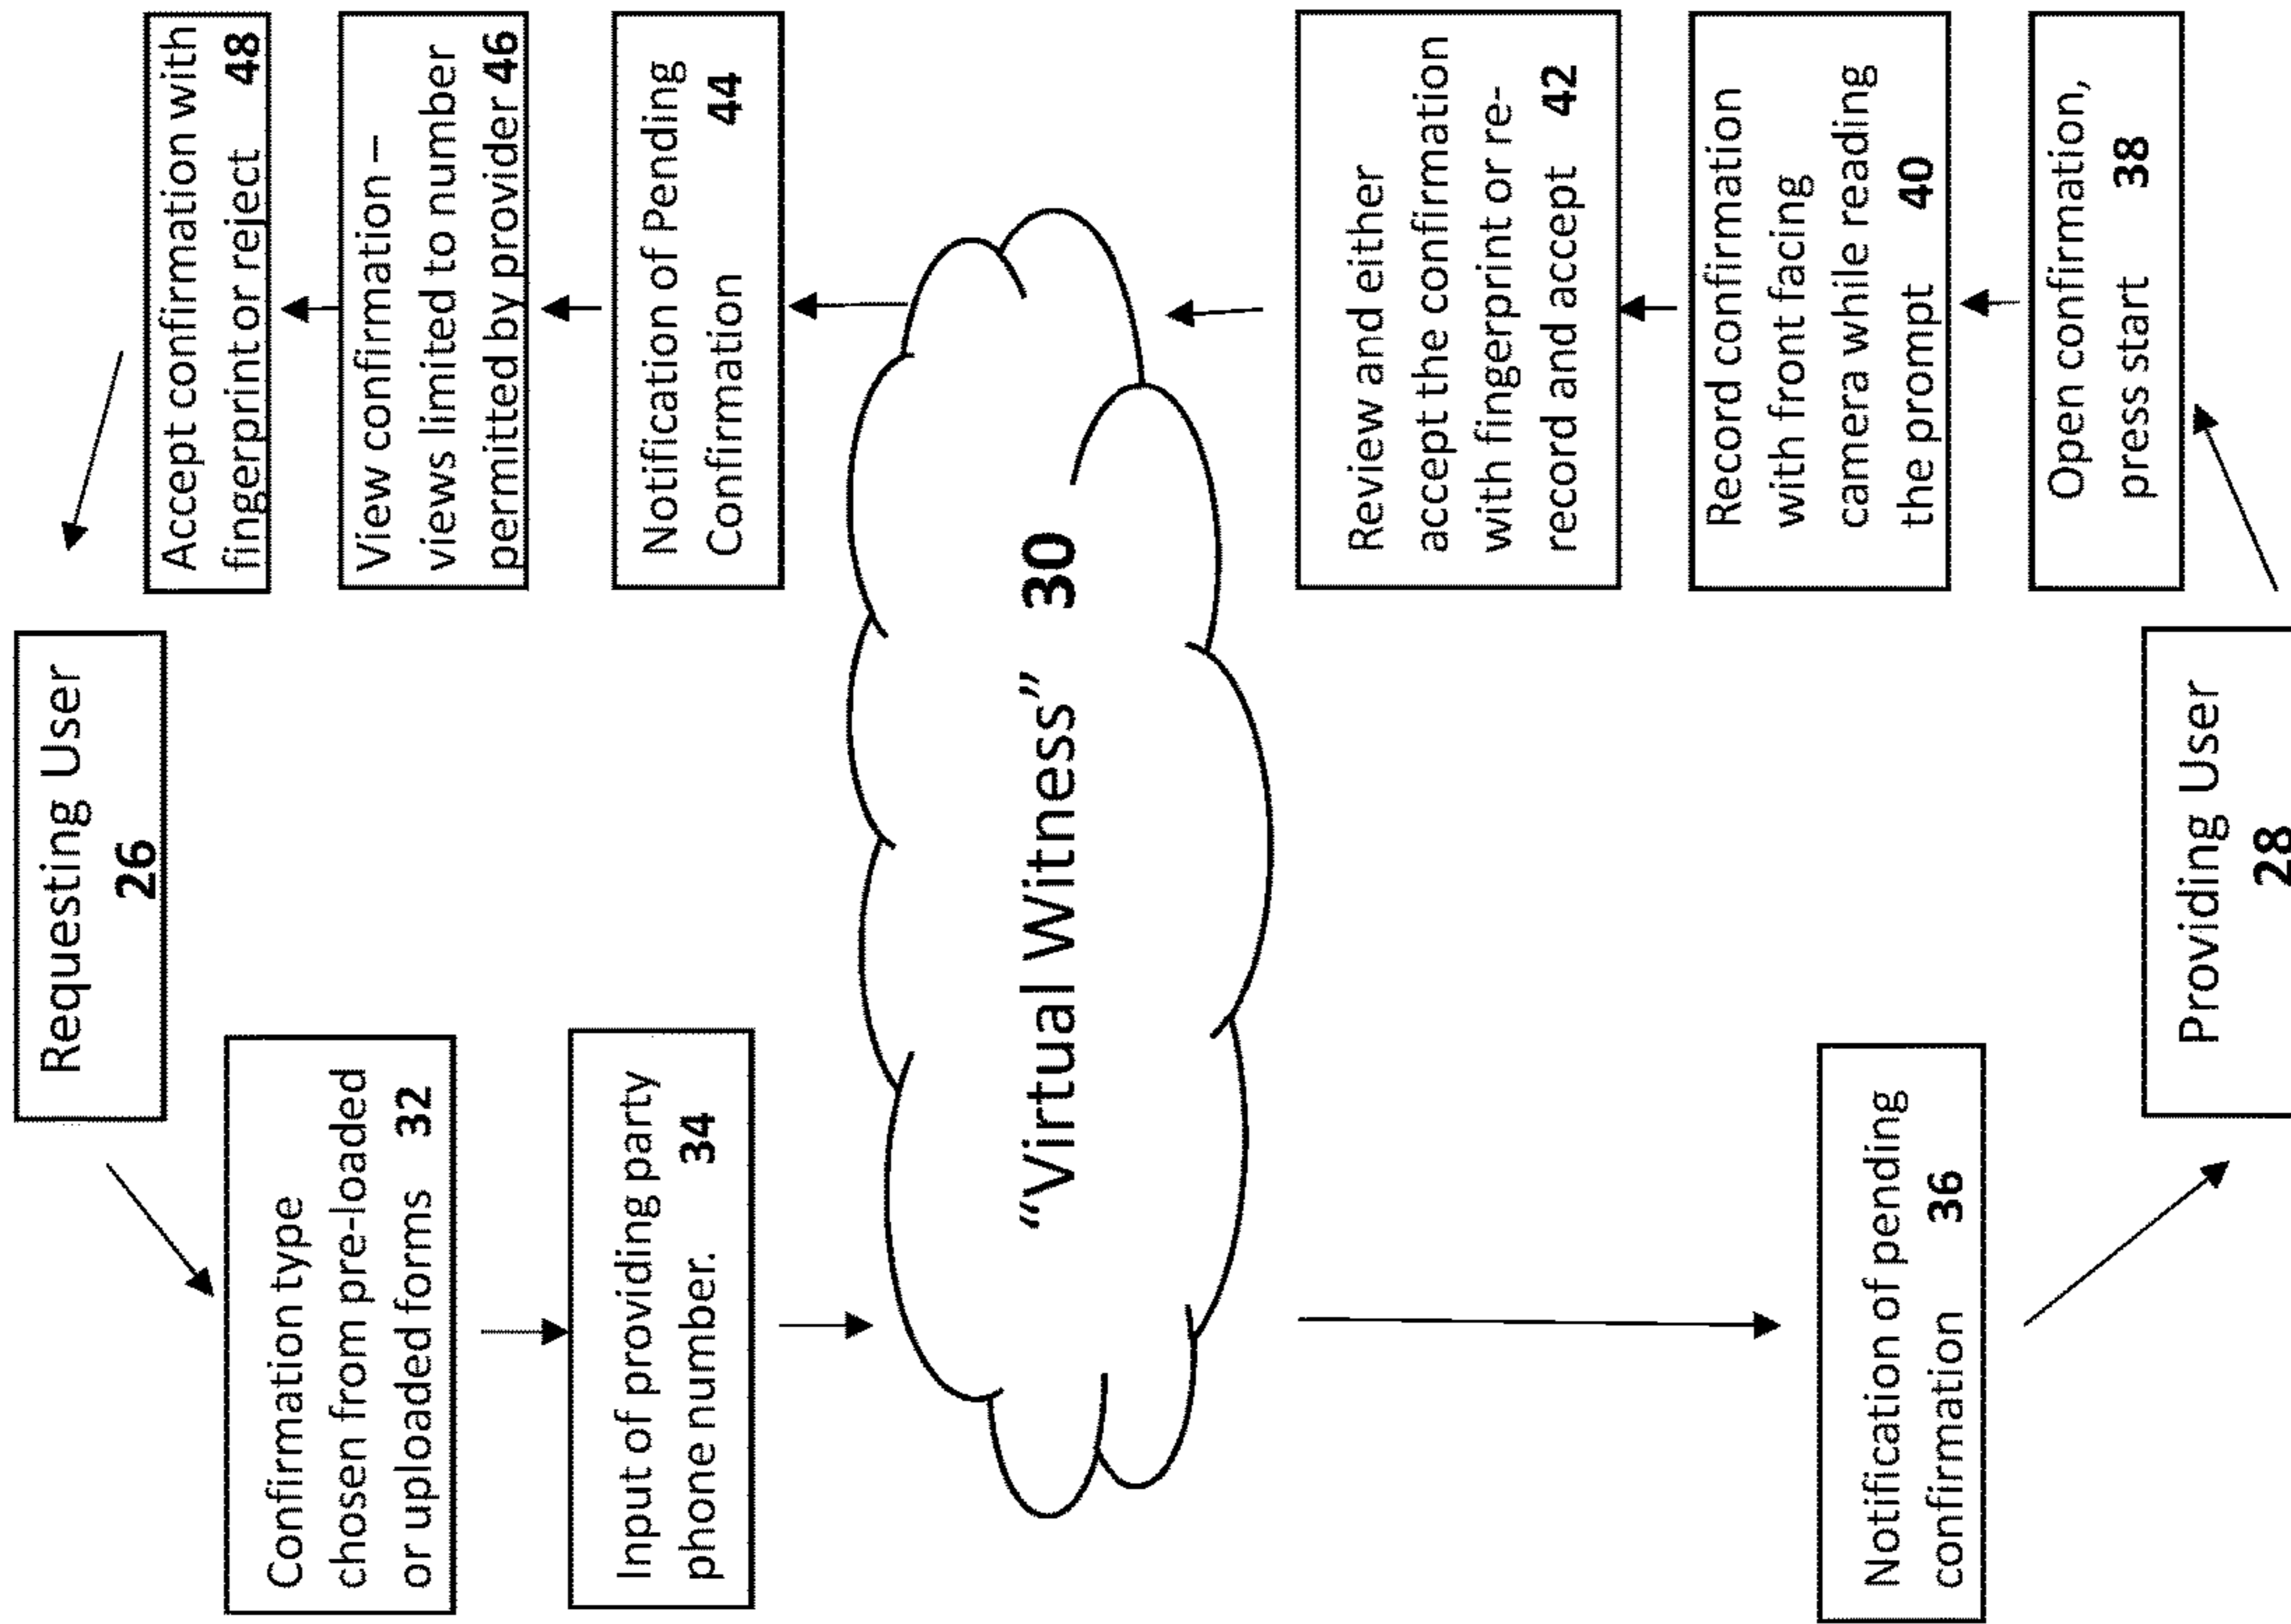 Requesting User
26
Confirmation type
chosen from pre-loaded
or uploaded forms 32
Input of providing party
phone number. 34
“Virtual Witness” 30
Notification of pending
confirmation 36
Providing User
28
Open confirmation,
press start 38
Record confirmation
with front facing
camera while reading
the prompt 40
Review and either
accept the confirmation
with fingerprint or re-
record and accept 42
Notification of Pending
Confirmation 44
View confirmation –
views limited to number
permitted by provider 46
Accept confirmation with
fingerprint or reject 48